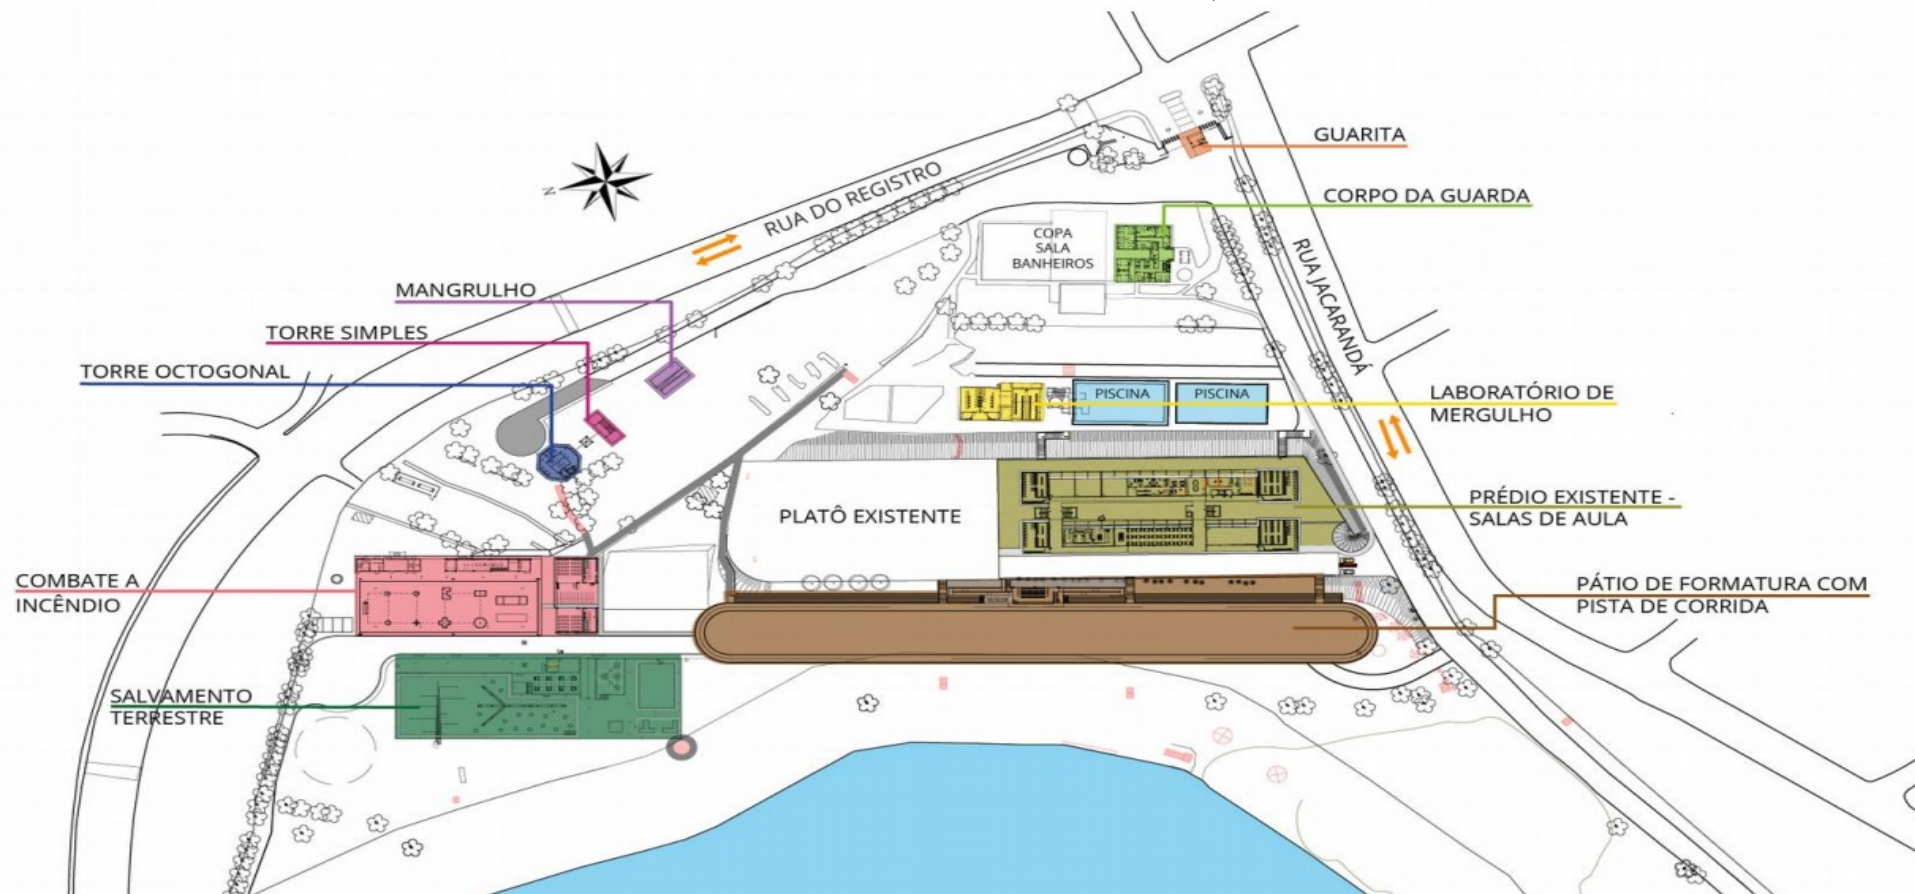 GUARITA
RUA DO REGISTRO
N
CORPO DA GUARDA
COPA
SALA
BANHEIROS
RUA JACARANDÁ
MANGRULHO
TORRE SIMPLES
TORRE OCTOGONAL
PISCINA
PISCINA
LABORATÓRIO DE
MERGULHO
PLATÔ EXISTENTE
PRÉDIO EXISTENTE -
SALAS DE AULA
COMBATE A
INCÊNDIO
PÁTIO DE FORMATURA COM
PISTA DE CORRIDA
SALVAMENTO
TERRESTRE